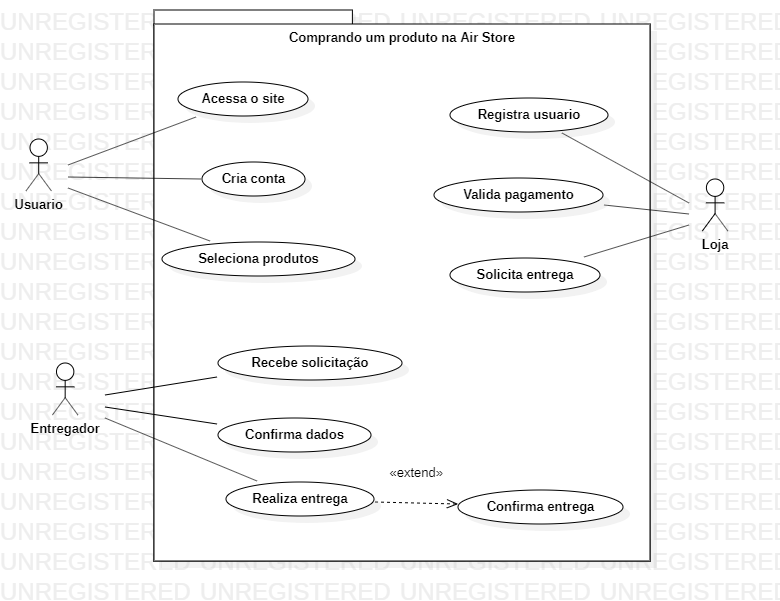 Comprando um produto na Air Store
Acessa o site
Registra usuario
Cria conta
Valida pagamento
Usuario
Loja
Seleciona produtos
Solicita entrega
Recebe solicitação
Entregador
Confirma dados
«extend»
Realiza entrega
Confirma entrega
UNREGISTERED UNREGISTERED UNREGISTERED UNREGISTERED